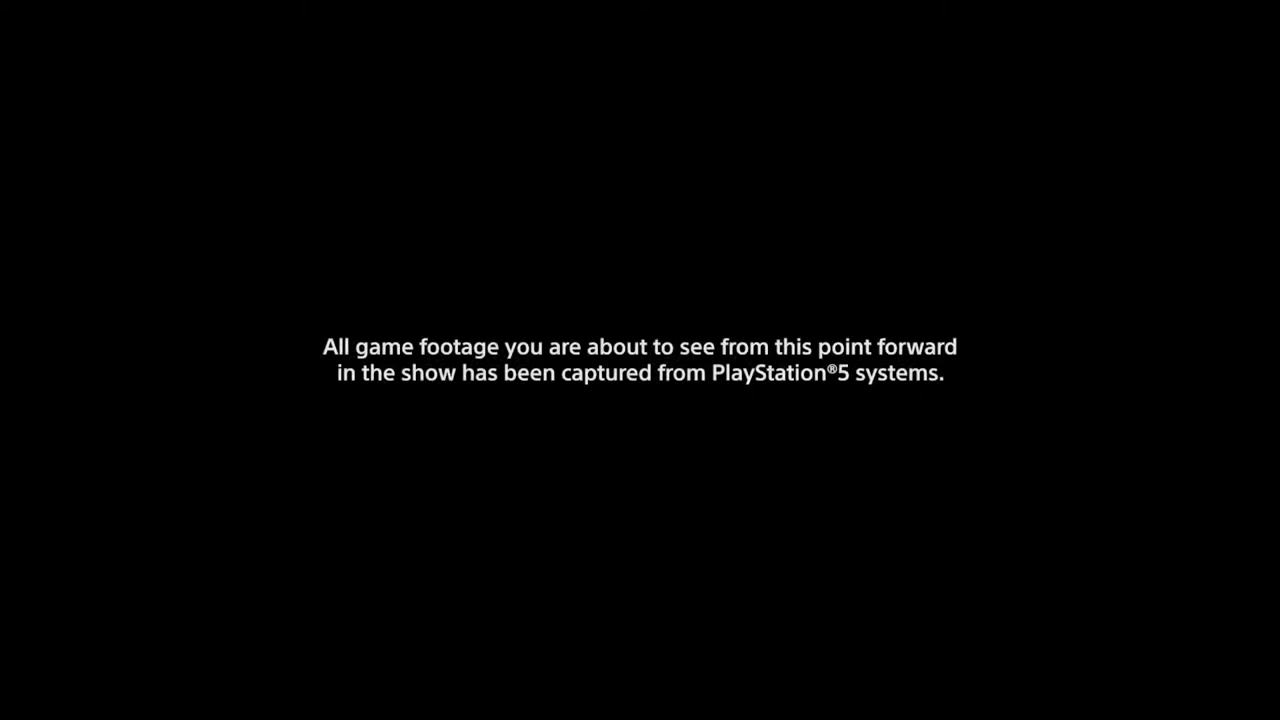 All game footage you are about to see from this point forward
in the show has been captured from PlayStation®5 systems.